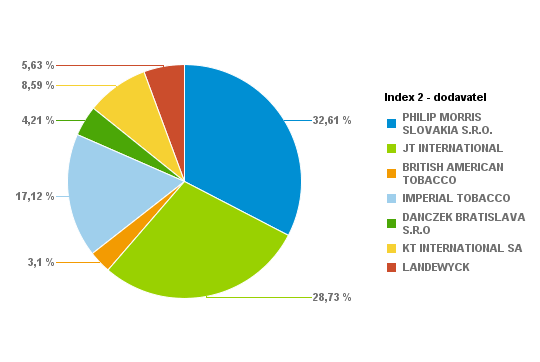 5,63 %
8,59 %
4,21 %
17,12 %
3,1 %
32,61 %
28,73 %
Index 2 - dodavatel
PHILIP MORRIS
SLOVAKIA S.R.O.
JT INTERNATIONAL
BRITISH AMERICAN
TOBACCO
IMPERIAL TOBACCO
DANCZEK BRATISLAVA
S.R.O
KT INTERNATIONAL SA
LANDEWYCK